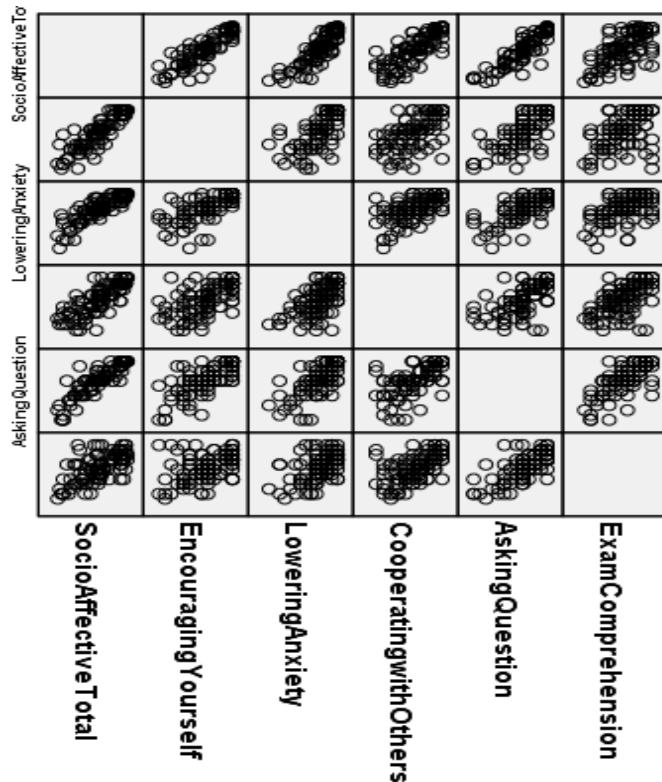 SocioAffectiveTo
LoweringAnxiety
AskingQuestion
SocioAffectiveTotal
EncouragingYourself
LoweringAnxiety
CooperatingwithOthers
AskingQuestion
ExamComprehension